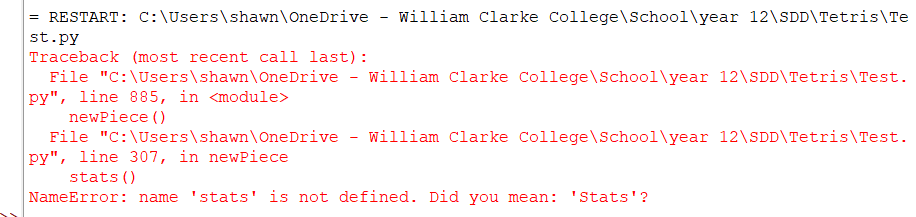 = RESTART: C:\Users\shawn\OneDrive - William Clarke College\School\year 12\SDD\Tetris\Te
st.py
Traceback (most recent call last):
  File "C:\Users\shawn\OneDrive - William Clarke College\School\year 12\SDD\Tetris\Test.
py", line 885, in <module>
    newPiece()
  File "C:\Users\shawn\OneDrive - William Clarke College\School\year 12\SDD\Tetris\Test.
py", line 307, in newPiece
    stats()
NameError: name 'stats' is not defined. Did you mean: 'Stats'?
>>